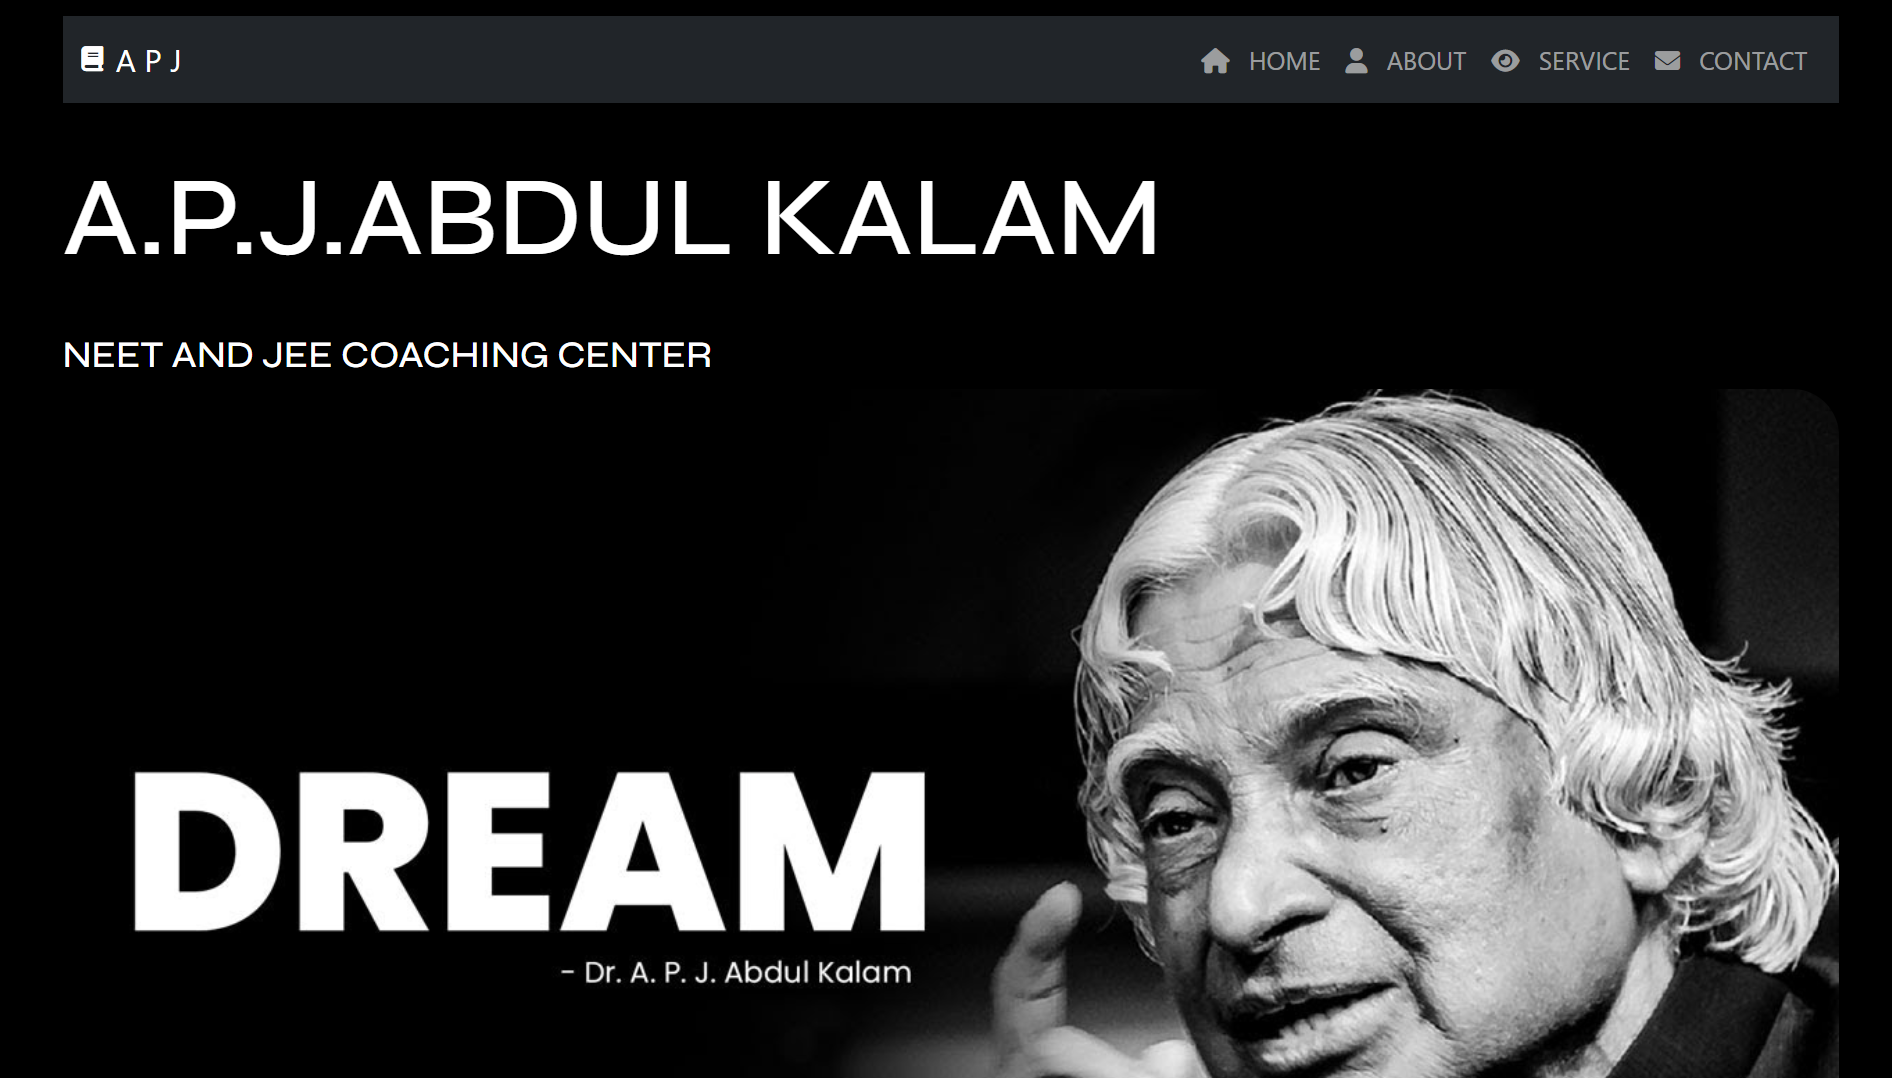 A P J HOME ABOUT SERVICE CONTACT
A.P.J.ABDUL KALAM
NEET AND JEE COACHING CENTER
DREAM
- Dr. A. P. J. Abdul Kalam